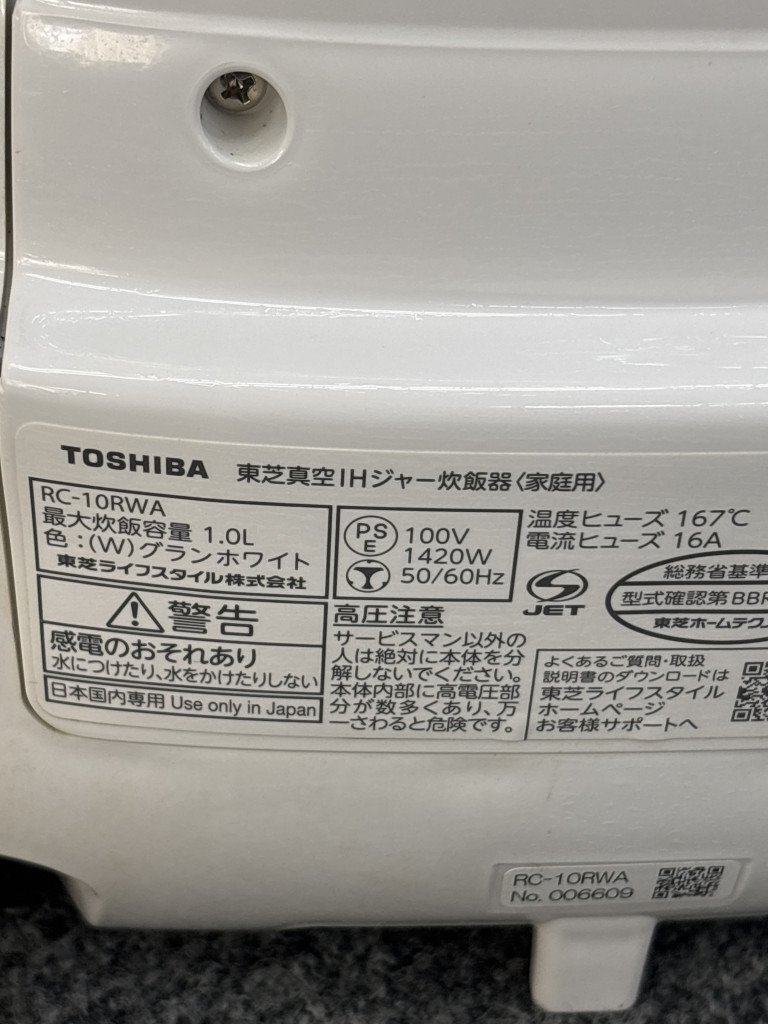 TOSHIBA 東芝真空IHジャー炊飯器〈家庭用〉
RC-10RWA
最大炊飯容量 1.0L
色：(W)グランホワイト
東芝ライフスタイル株式会社
PS
E
100V
1420W
50/60Hz
温度ヒューズ 167℃
電流ヒューズ 16A
JET
総務省基準
型式確認第BBR
東芝ホームテク
警告
感電のおそれあり
水につけたり、水をかけたりしない
日本国内専用 Use only in Japan
高圧注意
サービスマン以外の
人は絶対に本体を分
解しないでください。
本体内部に高電圧部
分が数多くあり、万
一さわると危険です。
よくあるご質問・取扱
説明書のダウンロードは
東芝ライフスタイル
ホームページ
お客様サポートへ
RC-10RWA
No. 006609